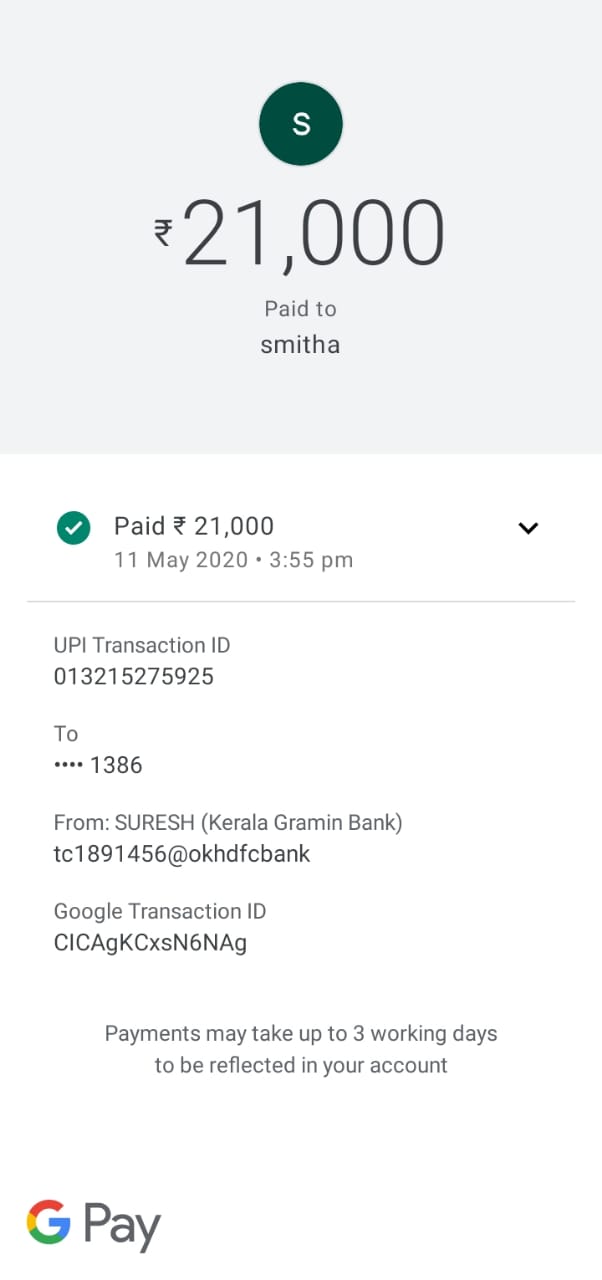 S
₹21,000
Paid to
smitha
Paid ₹ 21,000
11 May 2020 • 3:55 pm
UPI Transaction ID
013215275925
To
•••• 1386
From: SURESH (Kerala Gramin Bank)
tc1891456@okhdfcbank
Google Transaction ID
CICAgKCxsN6NAg
Payments may take up to 3 working days
to be reflected in your account
G Pay